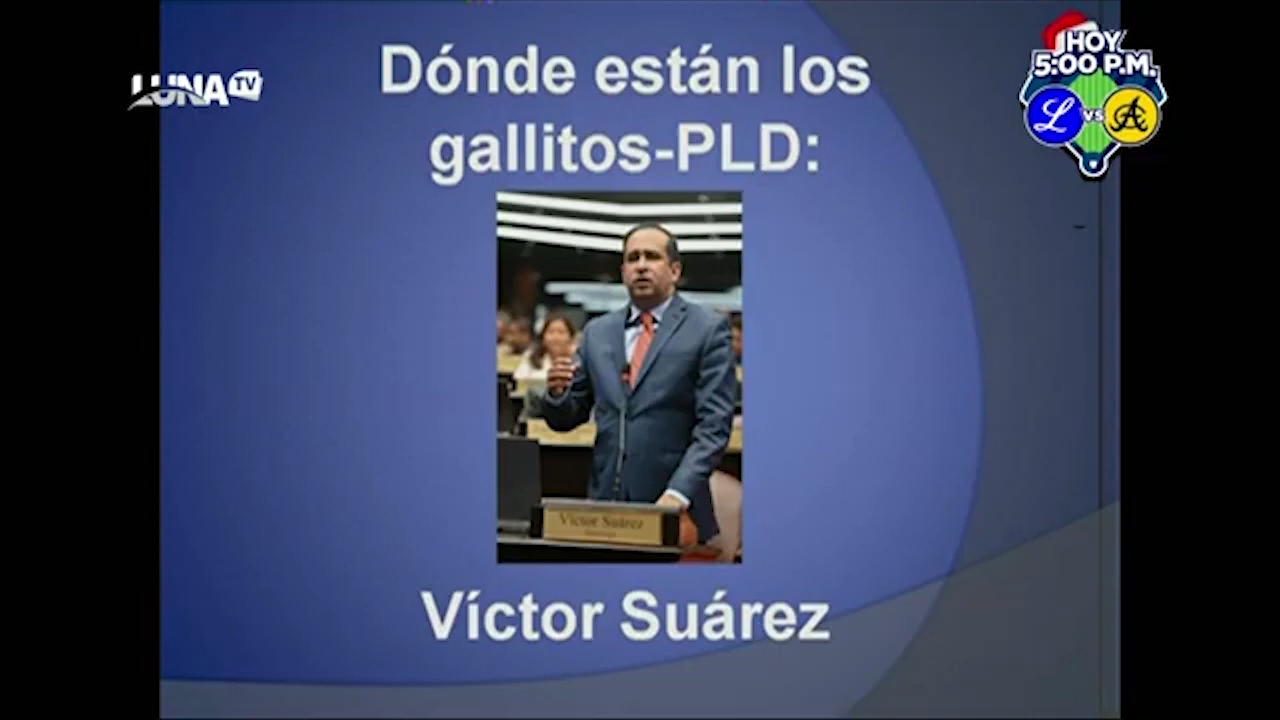 Dónde están los
gallitos-PLD:
LUNA TV
HOY
5:00 P.M.
L vs A
Víctor Suárez
Víctor Suárez